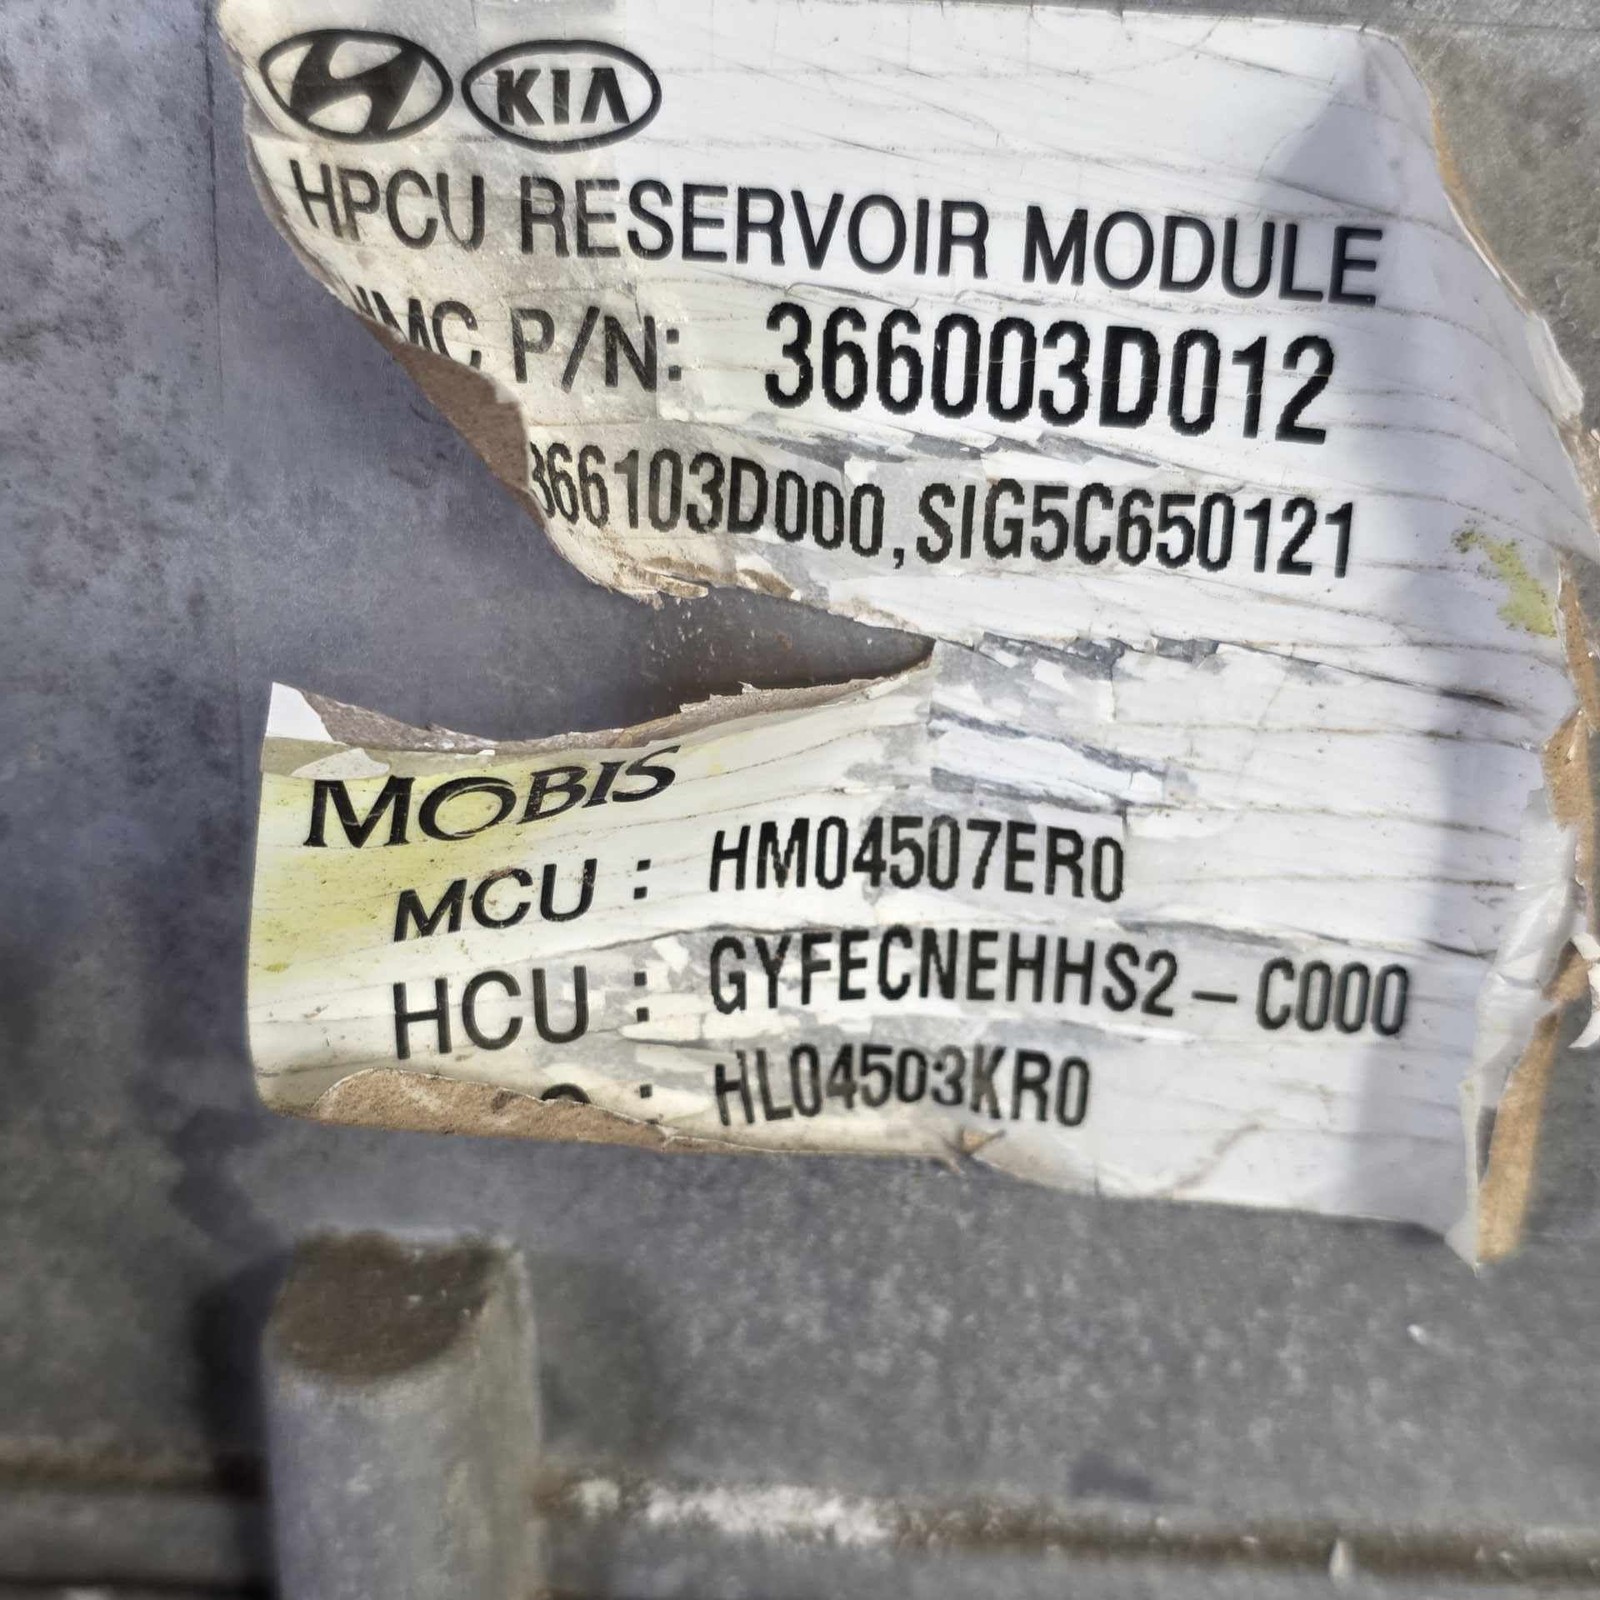 KIA
HPCU RESERVOIR MODULE
P/N: 366003D012
366103D000,SIG5C650121
MOBIS
MCU : HM04507ER0
HCU : GYFECNEHHS2-C000
: HL04503KR0